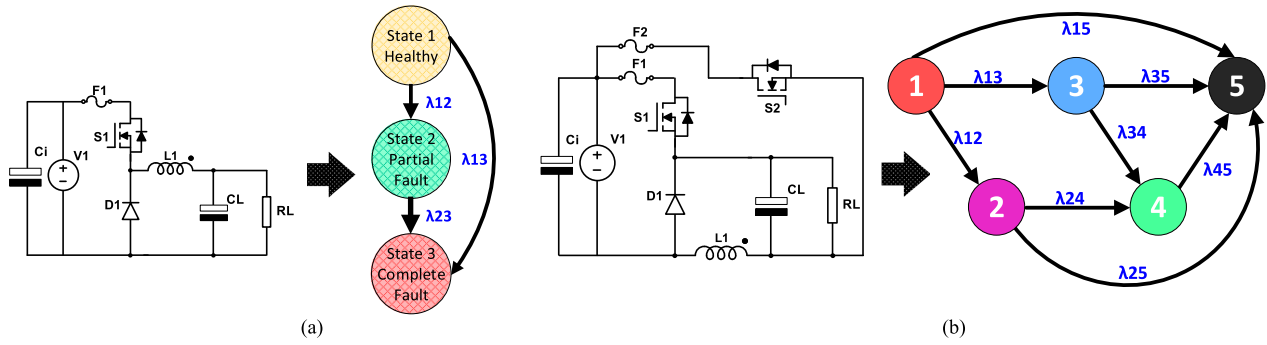 F1
S1
Ci
V1
L1
D1
CL
RL
State 1
Healthy
λ12
State 2
Partial
Fault
λ13
λ23
State 3
Complete
Fault
(a)
F2
F1
S2
S1
Ci
V1
D1
CL
RL
L1
λ15
1
λ13
3
λ35
5
λ12
λ34
λ45
2
λ24
4
λ25
(b)